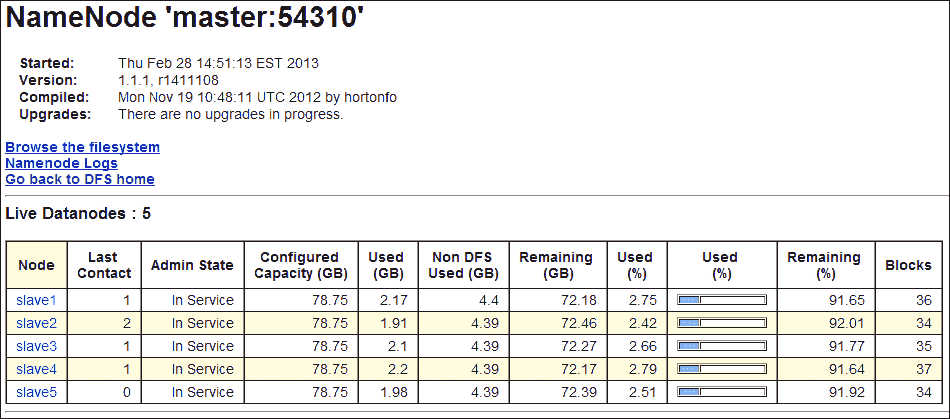 NameNode 'master:54310'
Started: Thu Feb 28 14:51:13 EST 2013
Version: 1.1.1, r1411108
Compiled: Mon Nov 19 10:48:11 UTC 2012 by hortonfo
Upgrades: There are no upgrades in progress.
Browse the filesystem
Namenode Logs
Go back to DFS home
Live Datanodes : 5
Node Last Contact Admin State Configured Capacity (GB) Used (GB) Non DFS Used (GB) Remaining (GB) Used (%) Used (%) Remaining (%) Blocks
slave1 1 In Service 78.75 2.17 4.4 72.18 2.75 91.65 36
slave2 2 In Service 78.75 1.91 4.39 72.46 2.42 92.01 34
slave3 1 In Service 78.75 2.1 4.39 72.27 2.66 91.77 35
slave4 1 In Service 78.75 2.2 4.39 72.17 2.79 91.64 37
slave5 0 In Service 78.75 1.98 4.39 72.39 2.51 91.92 34